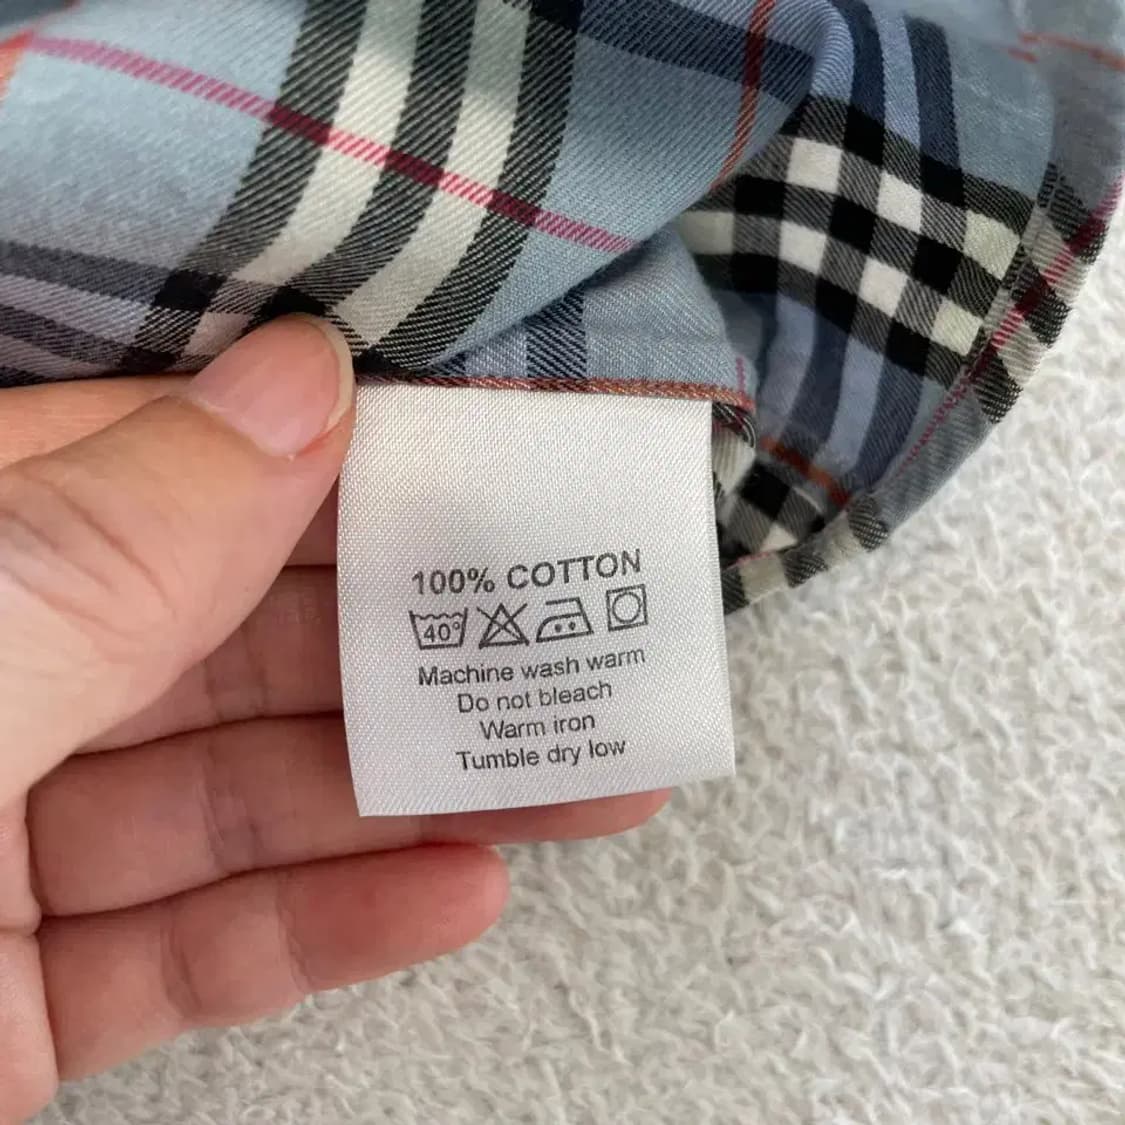 100% COTTON
40°
Machine wash warm
Do not bleach
Warm iron
Tumble dry low